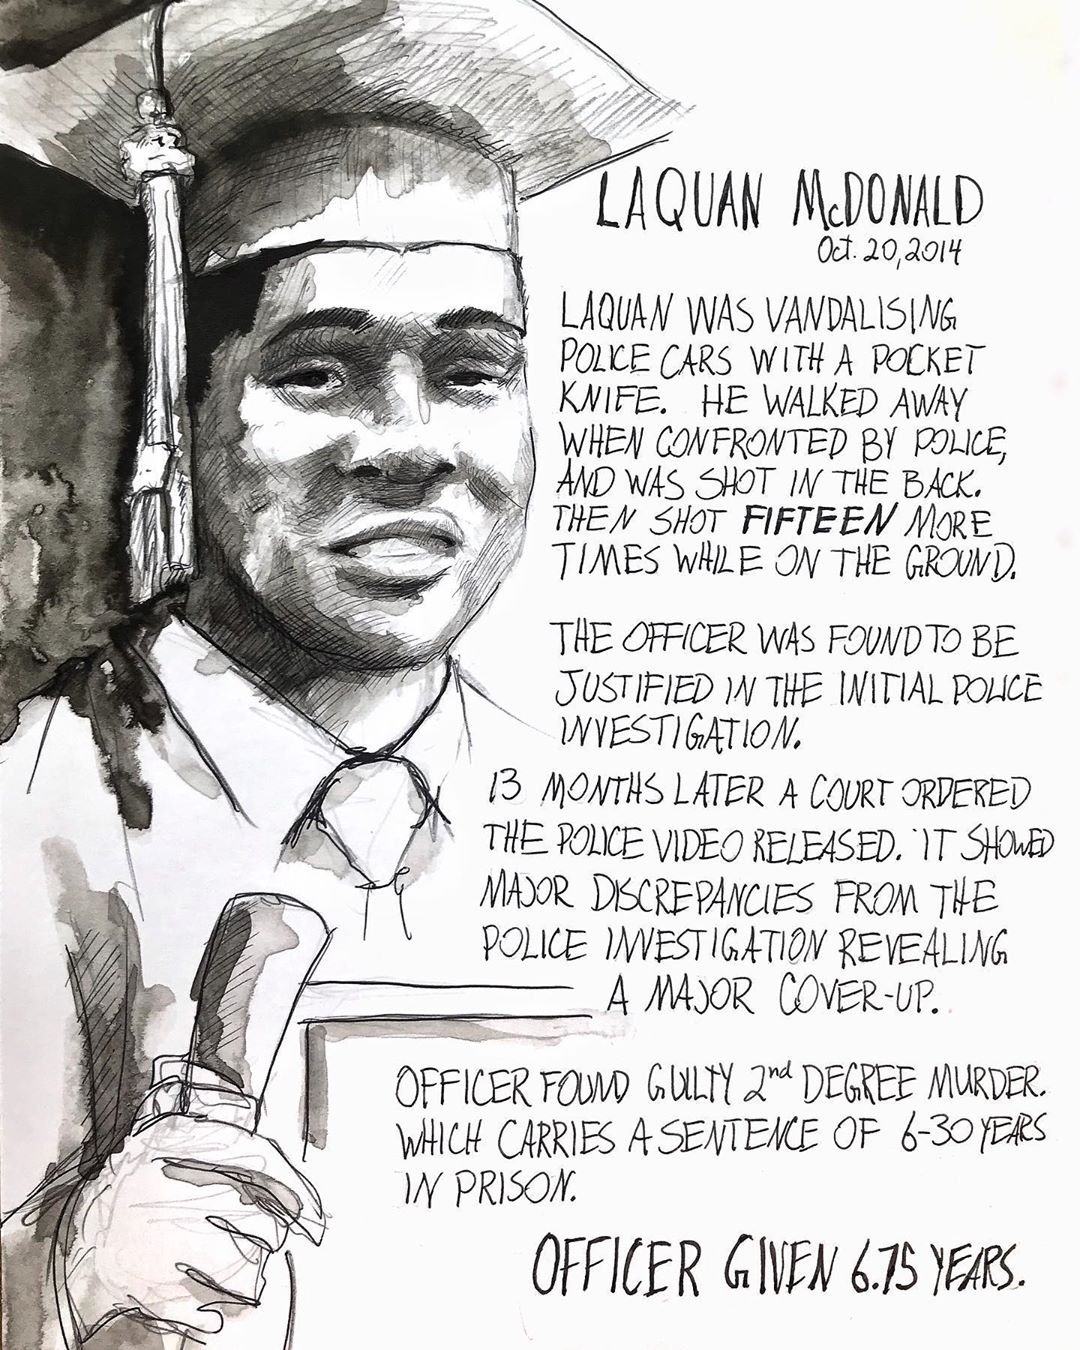 LAQUAN McDONALD
Oct. 20, 2014
LAQUAN WAS VANDALISING
POLICE CARS WITH A POCKET
KNIFE. HE WALKED AWAY
WHEN CONFRONTED BY POLICE,
AND WAS SHOT IN THE BACK.
THEN SHOT FIFTEEN MORE
TIMES WHILE ON THE GROUND.
THE OFFICER WAS FOUND TO BE
JUSTIFIED IN THE INITIAL POLICE
INVESTIGATION.
13 MONTHS LATER A COURT ORDERED
THE POLICE VIDEO RELEASED. IT SHOWED
MAJOR DISCREPANCIES FROM THE
POLICE INVESTIGATION REVEALING
A MAJOR COVER-UP.
OFFICER FOUND GUILTY 2nd DEGREE MURDER.
WHICH CARRIES A SENTENCE OF 6-30 YEARS
IN PRISON.
OFFICER GIVEN 6.75 YEARS.